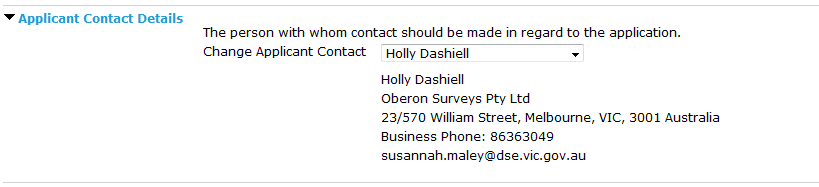 Applicant Contact Details
The person with whom contact should be made in regard to the application.
Change Applicant Contact Holly Dashiell
Holly Dashiell
Oberon Surveys Pty Ltd
23/570 William Street, Melbourne, VIC, 3001 Australia
Business Phone: 86363049
susannah.maley@dse.vic.gov.au